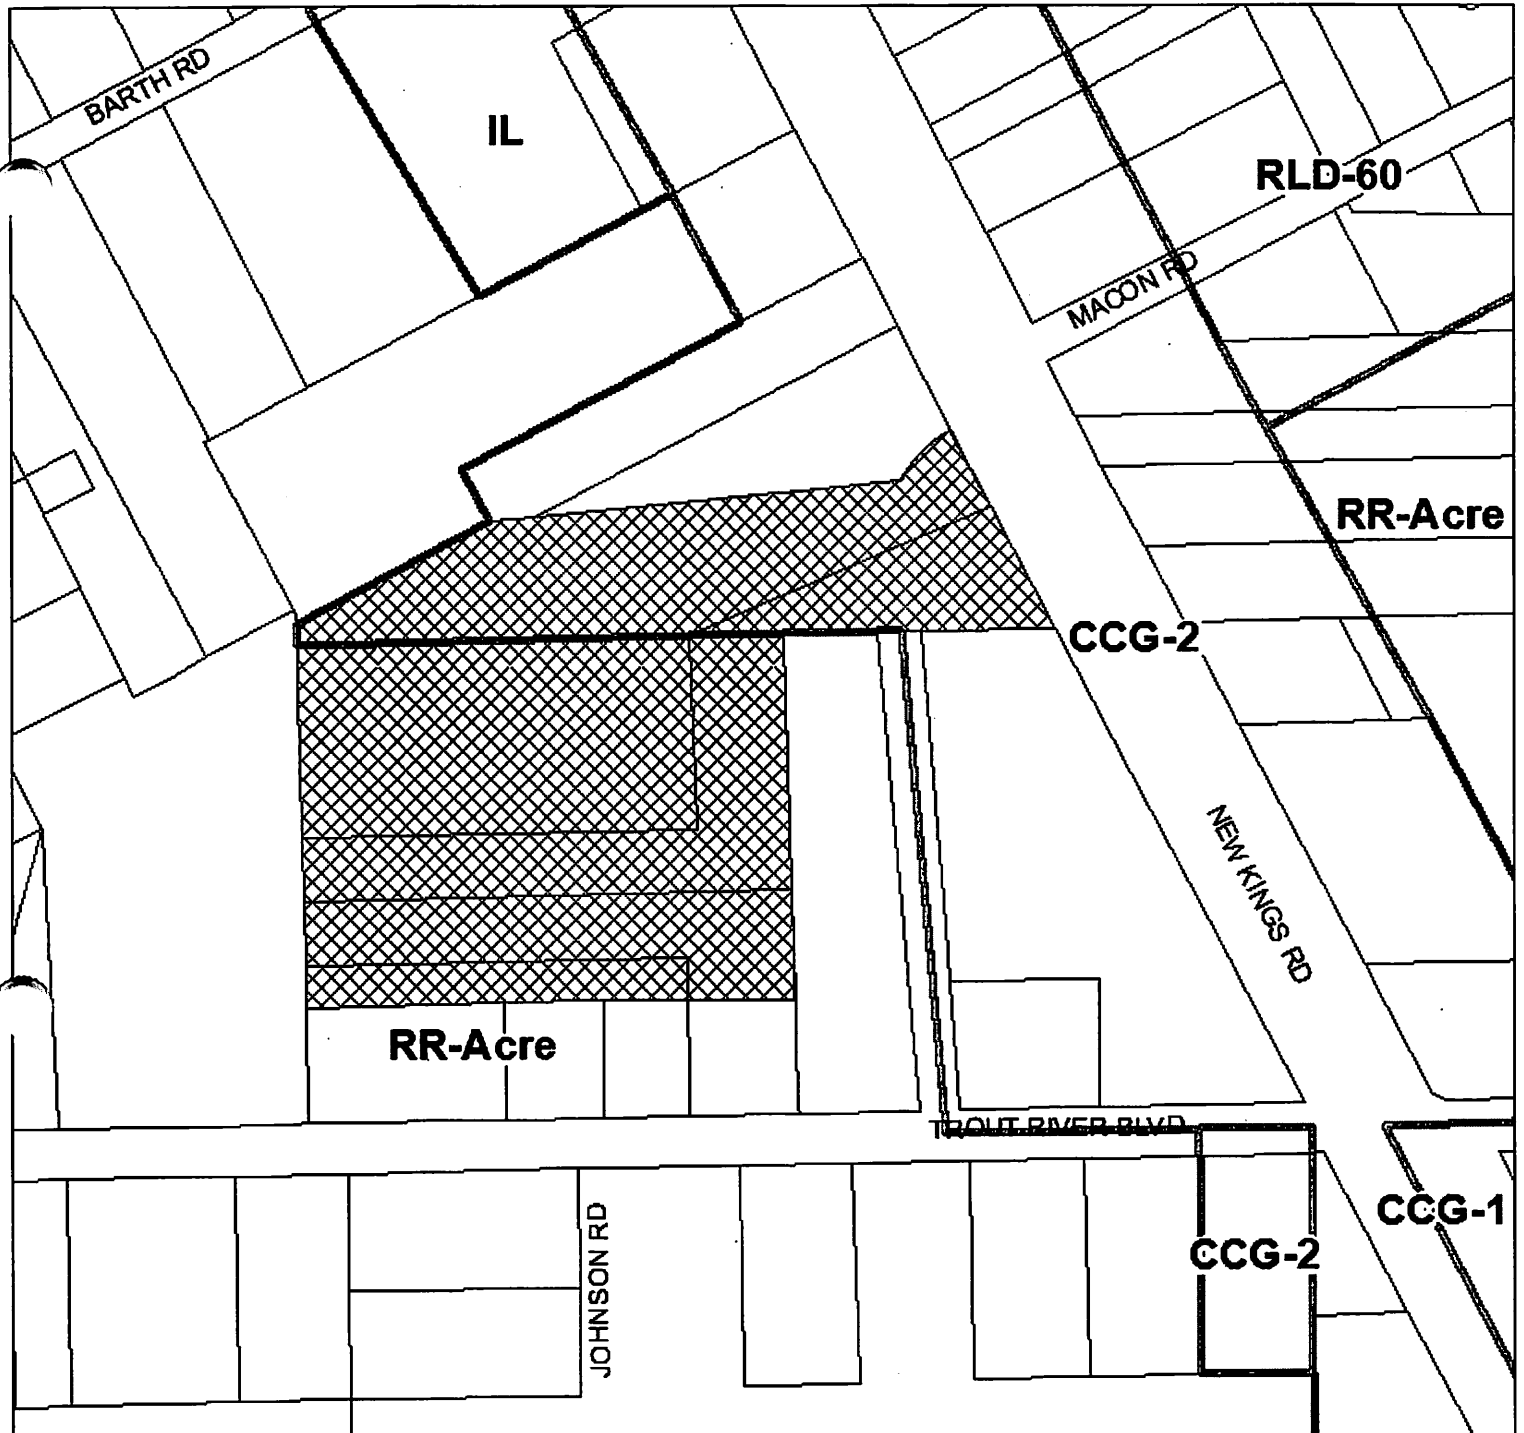 BARTH RD
IL
RLD-60
MACON RD
RR-Acre
CCG-2
NEW KINGS RD
RR-Acre
TROUT RIVER BLVD
CCG-1
CCG-2
JOHNSON RD